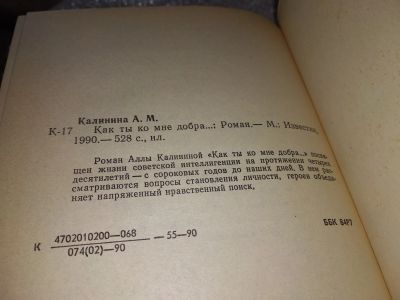 Калинина А. М.
К-17 Как ты ко мне добра...: Роман.— М.: Известия,
1990.— 528 с., ил.
Роман Аллы Калининой «Как ты ко мне добра...» посвя-
щен жизни советской интеллигенции на протяжении четырех
десятилетий — с сороковых годов до наших дней. В нем рас-
сматриваются вопросы становления личности, героев объеди-
няет напряженный нравственный поиск.
К 4702010200—068
074(02)—90 —55—90
ББК 84Р7